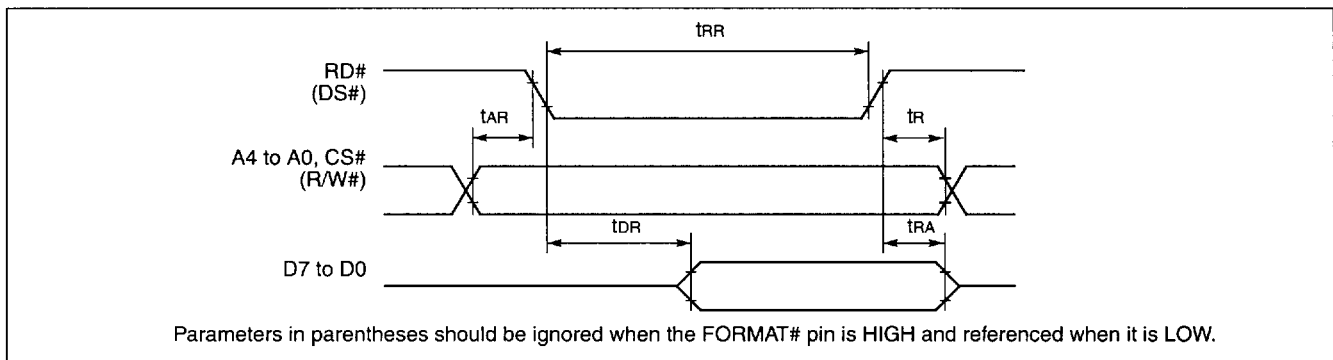 tRR
RD#
(DS#)
tAR
tR
A4 to A0, CS#
(R/W#)
tDR
tRA
D7 to D0
Parameters in parentheses should be ignored when the FORMAT# pin is HIGH and referenced when it is LOW.